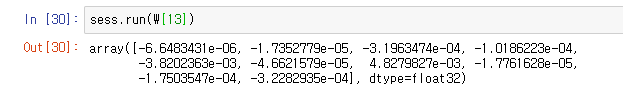 In [30]: sess.run(W[13])
Out[30]: array([-6.6483431e-06, -1.7352779e-05, -3.1963474e-04, -1.0186223e-04,
-3.8202363e-03, -4.6621579e-05, 4.8279827e-03, -1.7761628e-05,
-1.7503547e-04, -3.2282935e-04], dtype=float32)